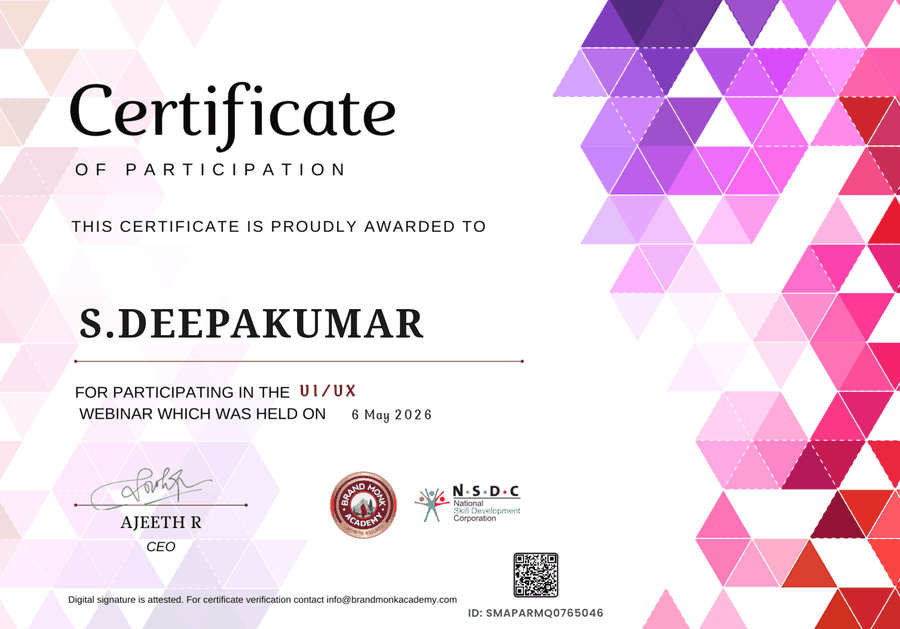 Certificate
OF PARTICIPATION
THIS CERTIFICATE IS PROUDLY AWARDED TO
S.DEEPAKUMAR
FOR PARTICIPATING IN THE UI/UX
WEBINAR WHICH WAS HELD ON 6 May 2026
AJEETH R
CEO
BRAND MONK
ACADEMY
N·S·D·C
National
Skill Development
Corporation
Digital signature is attested. For certificate verification contact info@brandmonkacademy.com
ID: SMAPARMQ0765046